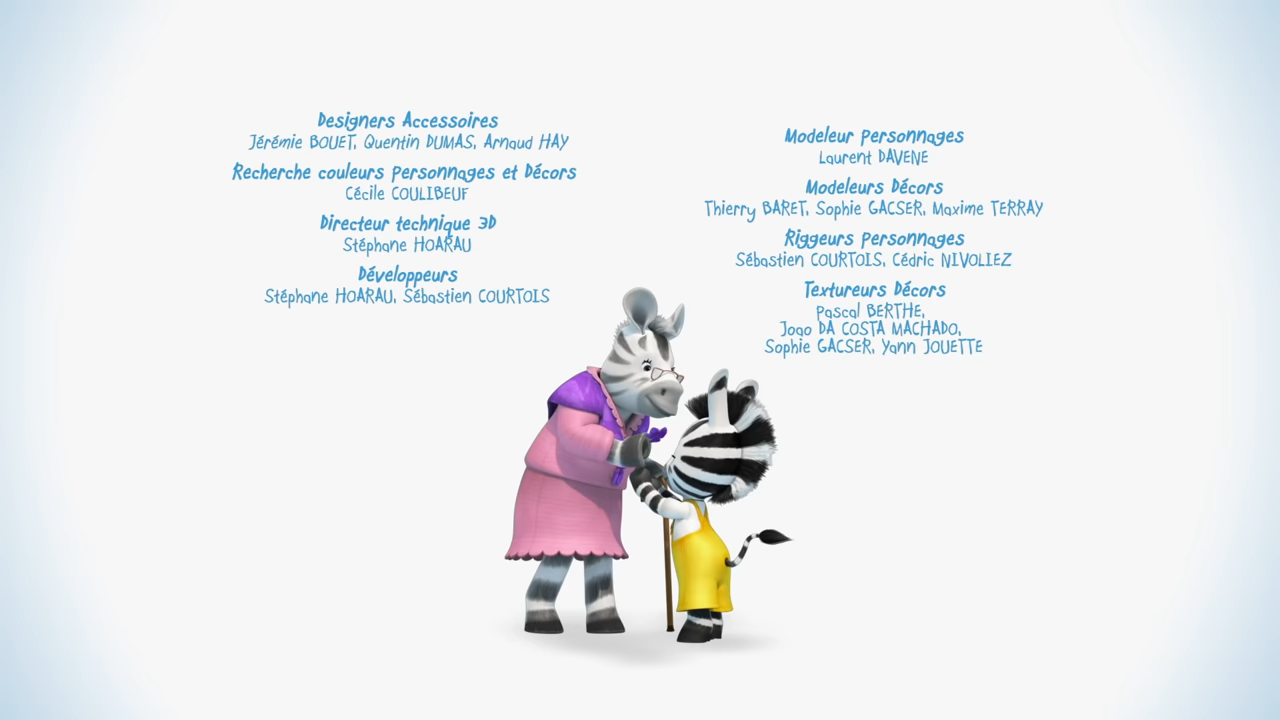 Designers Accessoires
Jérémie BOUET, Quentin DUMAS, Arnaud HAY
Recherche couleurs personnages et Décors
Cécile COULIBEUF
Directeur technique 3D
Stéphane HOARAU
Développeurs
Stéphane HOARAU, Sébastien COURTOIS
Modeleur personnages
Laurent DAVENE
Modeleurs Décors
Thierry BARET, Sophie GACSER, Maxime TERRAY
Riggeurs personnages
Sébastien COURTOIS, Cédric NIVOLIEZ
Textureurs Décors
Pascal BERTHE,
Joao DA COSTA MACHADO,
Sophie GACSER, Yann JOUETTE